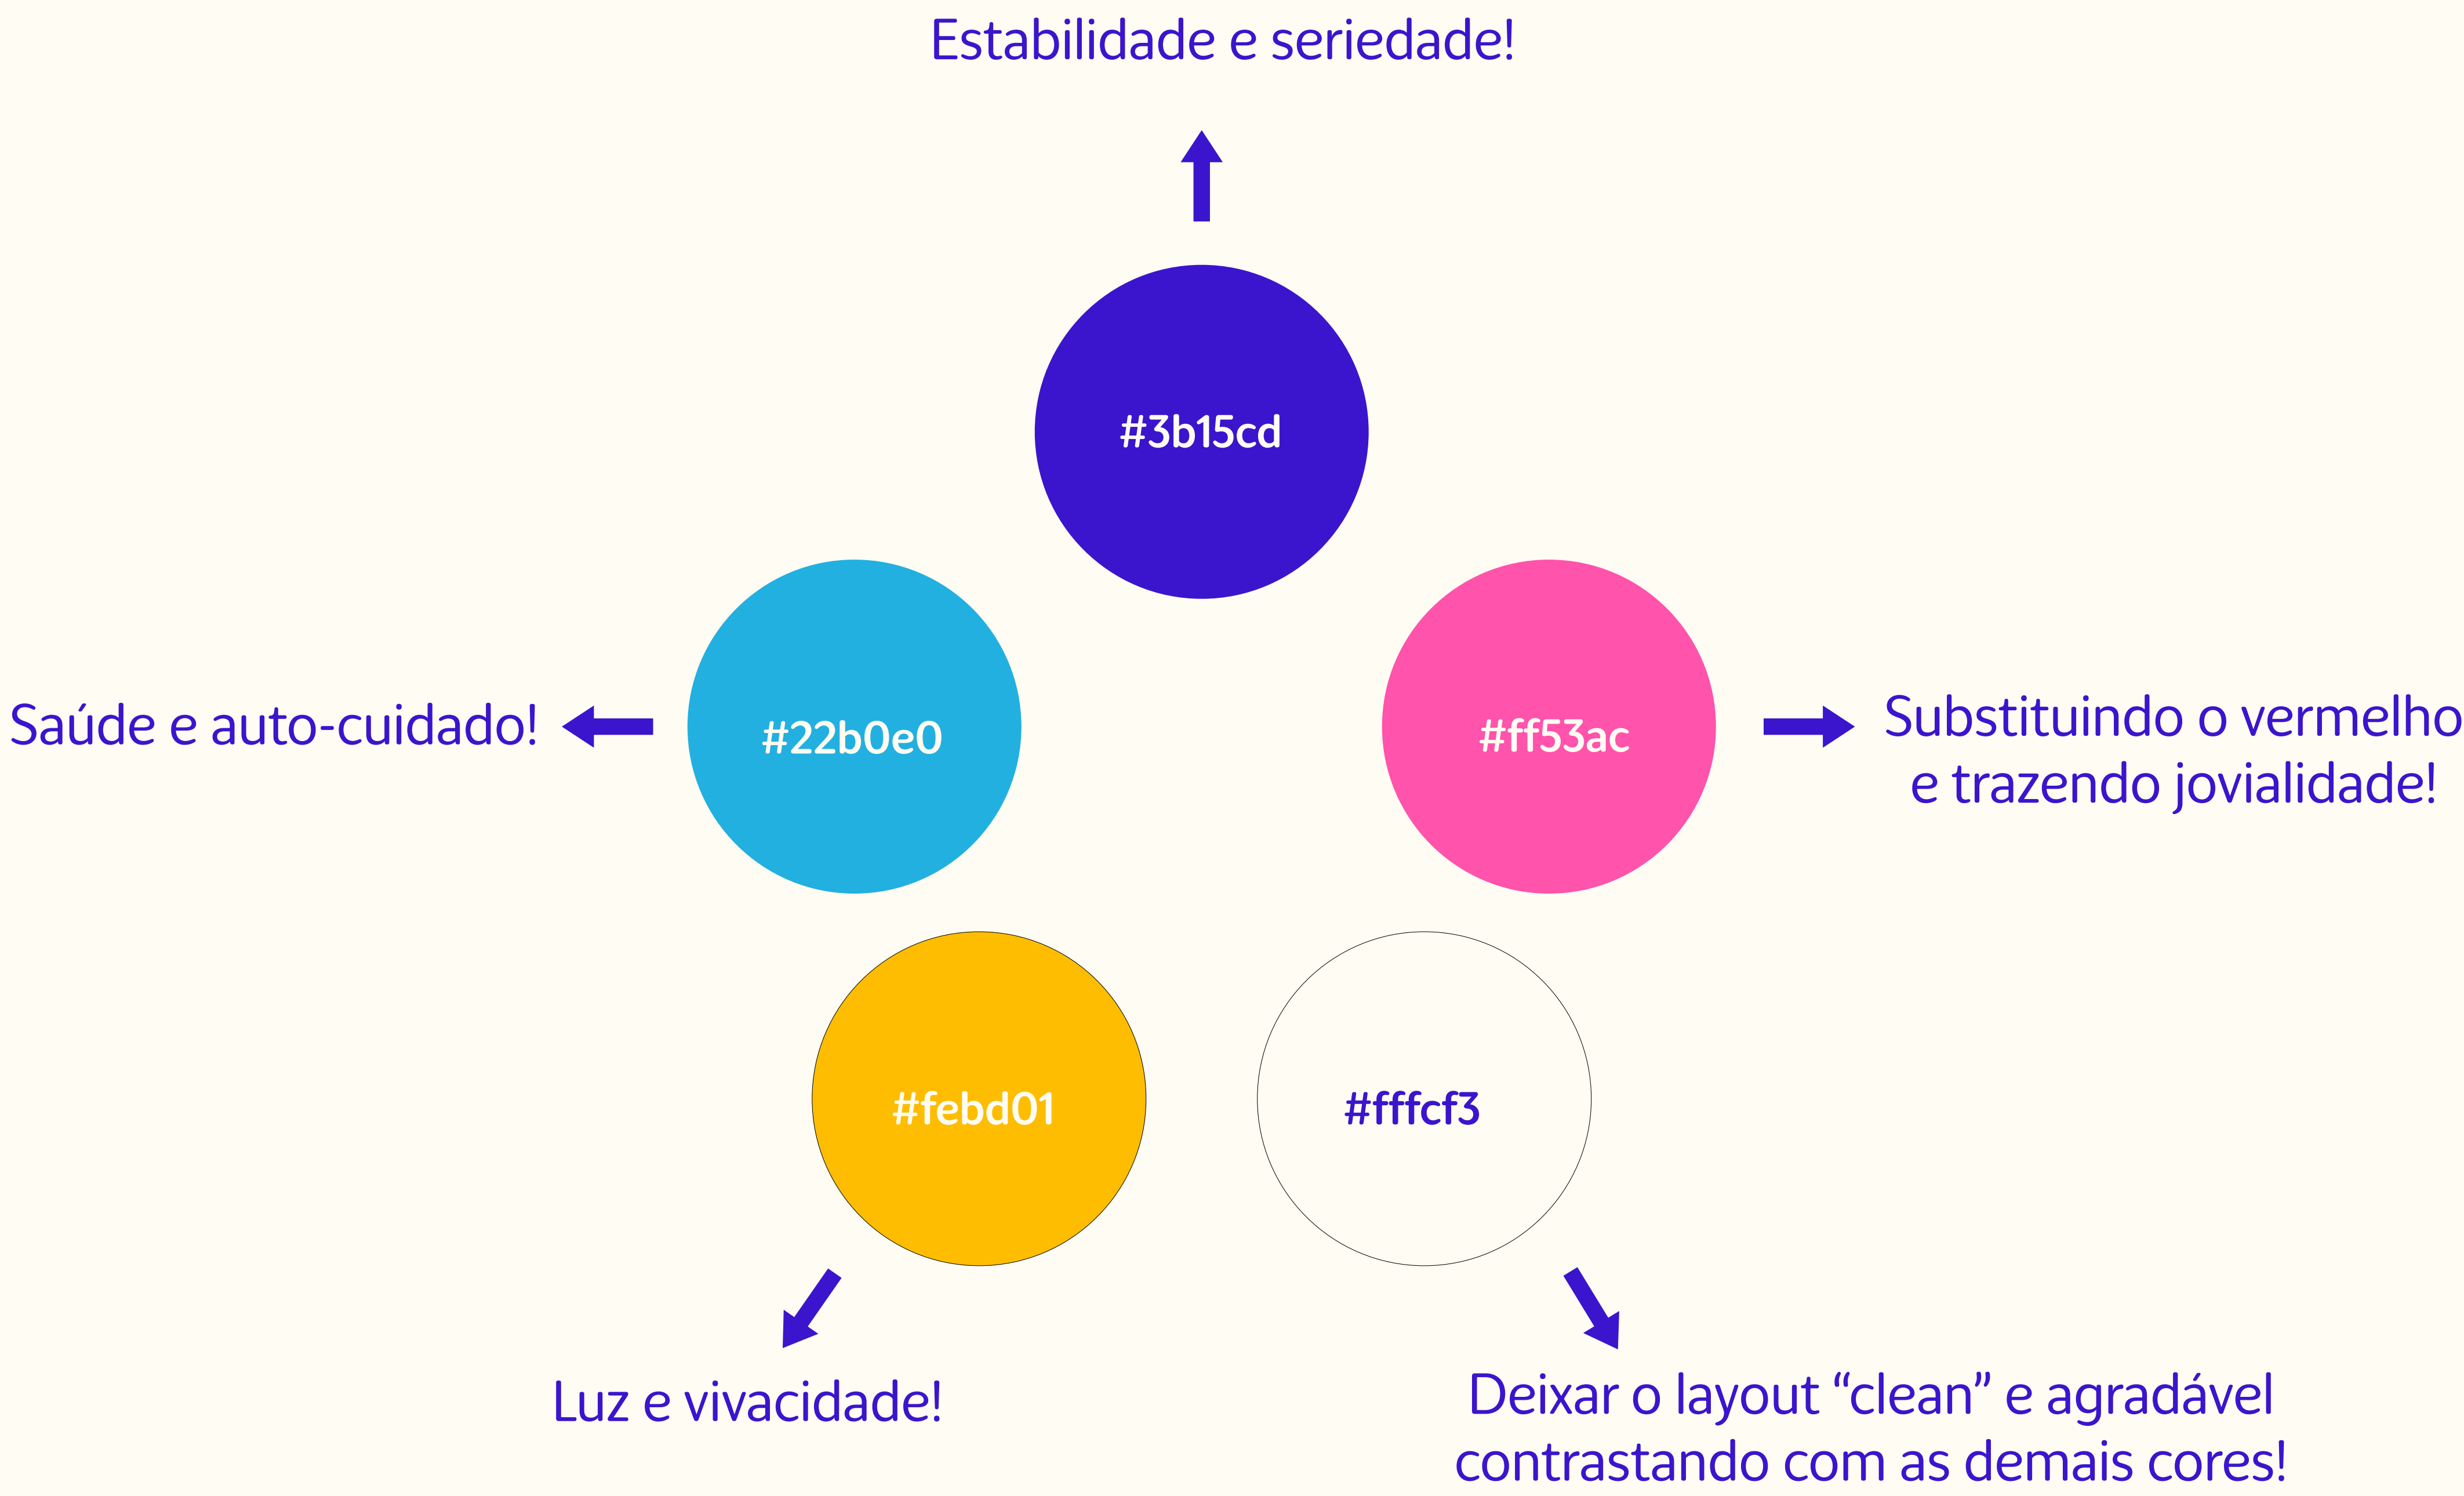 Estabilidade e seriedade!
#3b15cd
Saúde e auto-cuidado!
#22b0e0
#ff53ac
Substituindo o vermelho
e trazendo jovialidade!
#febd01
#fffcf3
Luz e vivacidade!
Deixar o layout “clean” e agradável
contrastando com as demais cores!